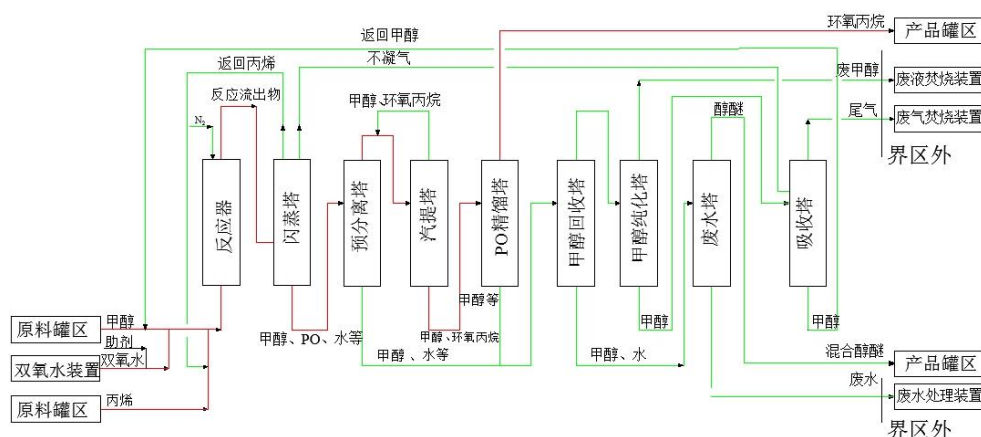 环氧丙烷
产品罐区
返回甲醇
不凝气
返回丙烯
废甲醇
废液焚烧装置
反应流出物
甲醇、环氧丙烷
醇醚
尾气
废气焚烧装置
N₂
界区外
反应器
闪蒸塔
预分离塔
汽提塔
PO精馏塔
甲醇回收塔
甲醇纯化塔
废水塔
吸收塔
甲醇等
原料罐区
甲醇
甲醇、PO、水等
甲醇、环氧丙烷
甲醇
甲醇
助剂
双氧水装置
双氧水
甲醇、水等
甲醇、水
混合醇醚
产品罐区
原料罐区
丙烯
废水
废水处理装置
界区外